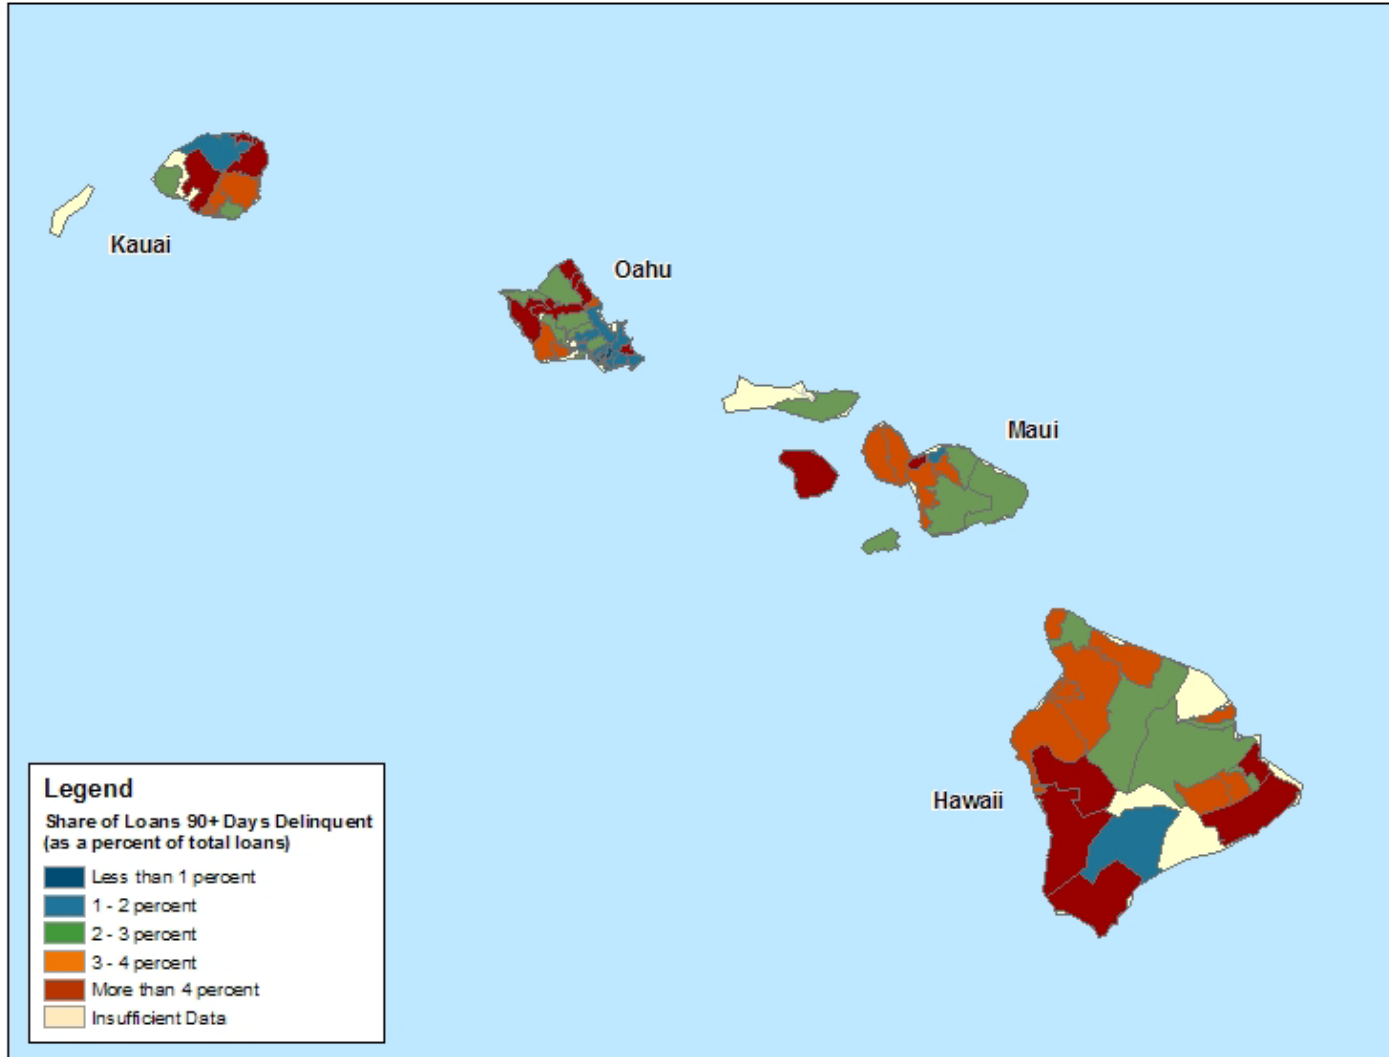 Kauai
Oahu
Maui
Hawaii
Legend
Share of Loans 90+ Days Delinquent
(as a percent of total loans)
Less than 1 percent
1 - 2 percent
2 - 3 percent
3 - 4 percent
More than 4 percent
Insufficient Data